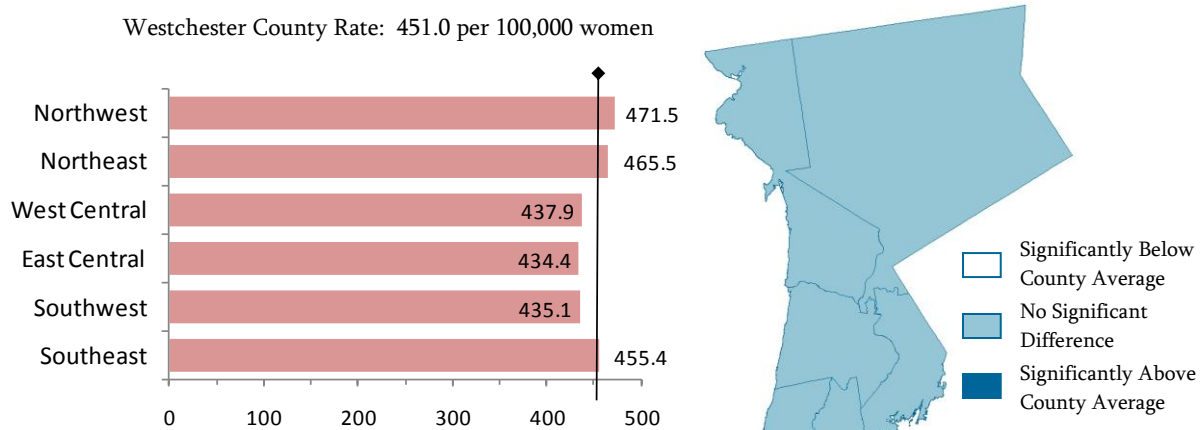 Westchester County Rate:  451.0 per 100,000 women
Northwest 471.5
Northeast 465.5
West Central 437.9
East Central 434.4
Southwest 435.1
Southeast 455.4
0 100 200 300 400 500
Significantly Below
County Average
No Significant
Difference
Significantly Above
County Average